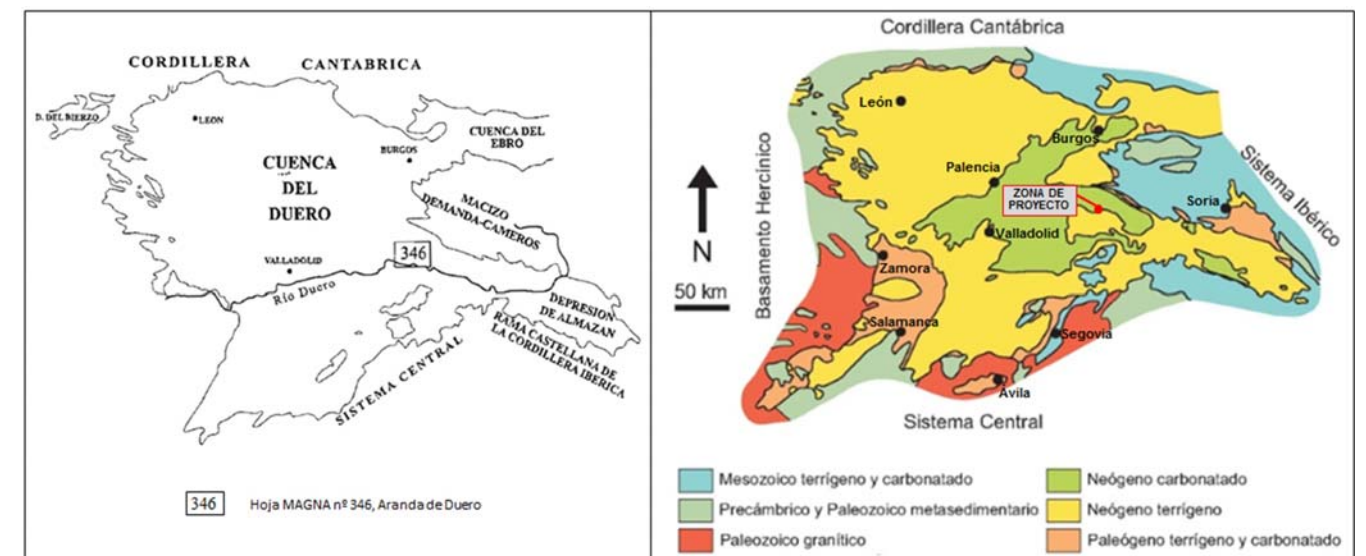 CORDILLERA CANTABRICA
D. DEL BIERZO
LEON
BURGOS
CUENCA DEL
EBRO
CUENCA
DEL
DUERO
MACIZO
DEMANDA-CAMEROS
346
VALLADOLID
Río Duero
DEPRESION
DE ALMAZAN
RAMA CASTELLANA DE
LA CORDILLERA IBERICA
SISTEMA CENTRAL
346 Hoja MAGNA nº 346, Aranda de Duero
Cordillera Cantábrica
León
Burgos
Palencia
ZONA DE
PROYECTO
Soria
Sistema Ibérico
Valladolid
N
Zamora
50 km
Basamento Hercínico
Salamanca
Segovia
Ávila
Sistema Central
Mesozoico terrígeno y carbonatado
Precámbrico y Paleozoico metasedimentario
Paleozoico granítico
Neógeno carbonatado
Neógeno terrígeno
Paleógeno terrígeno y carbonatado